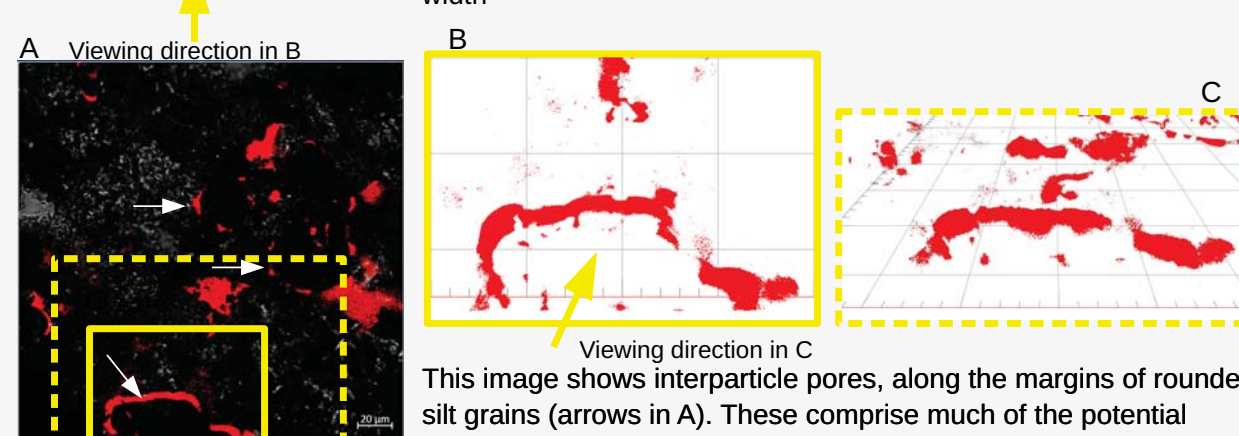 width
A Viewing direction in B
B
C
20 µm
Viewing direction in C
This image shows interparticle pores, along the margins of rounde
silt grains (arrows in A). These comprise much of the potential